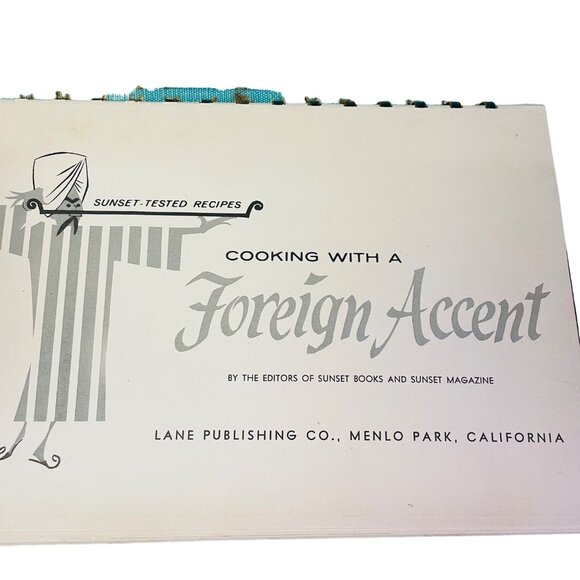 SUNSET-TESTED RECIPES
COOKING WITH A
Foreign Accent
BY THE EDITORS OF SUNSET BOOKS AND SUNSET MAGAZINE
LANE PUBLISHING CO., MENLO PARK, CALIFORNIA